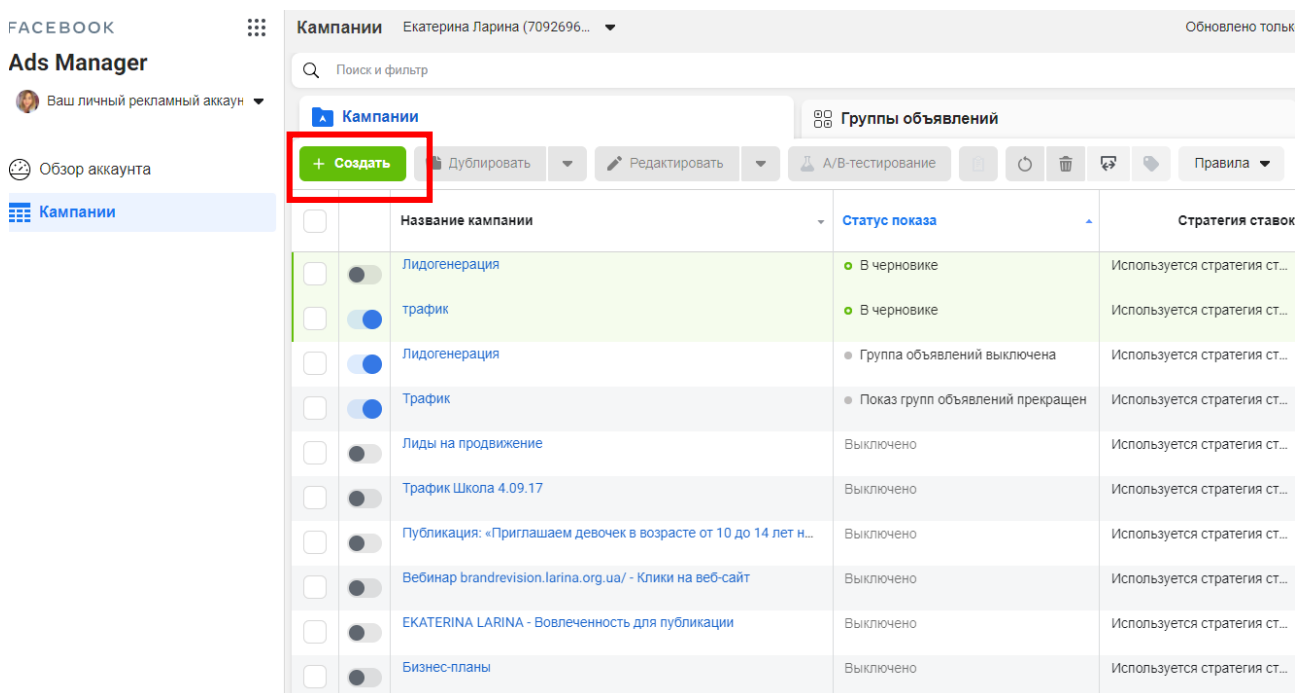 FACEBOOK
Ads Manager
Ваш личный рекламный аккаун
Обзор аккаунта
Кампании
Кампании Екатерина Ларина (7092696... Обновлено тольк
Поиск и фильтр
Кампании Группы объявлений
+ Создать Дублировать Редактировать A/B-тестирование Правила
Название кампании Статус показа Стратегия ставок
Лидогенерация В черновике Используется стратегия ст...
трафик В черновике Используется стратегия ст...
Лидогенерация Группа объявлений выключена Используется стратегия ст...
Трафик Показ групп объявлений прекращен Используется стратегия ст...
Лиды на продвижение Выключено Используется стратегия ст...
Трафик Школа 4.09.17 Выключено Используется стратегия ст...
Публикация: «Приглашаем девочек в возрасте от 10 до 14 лет н... Выключено Используется стратегия ст...
Вебинар brandrevision.larina.org.ua/ - Клики на веб-сайт Выключено Используется стратегия ст...
EKATERINA LARINA - Вовлеченность для публикации Выключено Используется стратегия ст...
Бизнес-планы Выключено Используется стратегия ст...